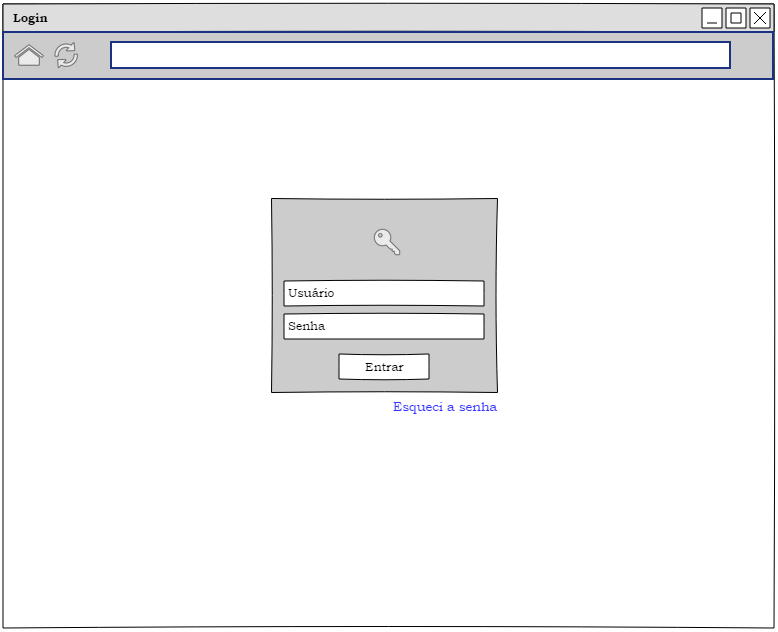 Login
Usuário
Senha
Entrar
Esqueci a senha